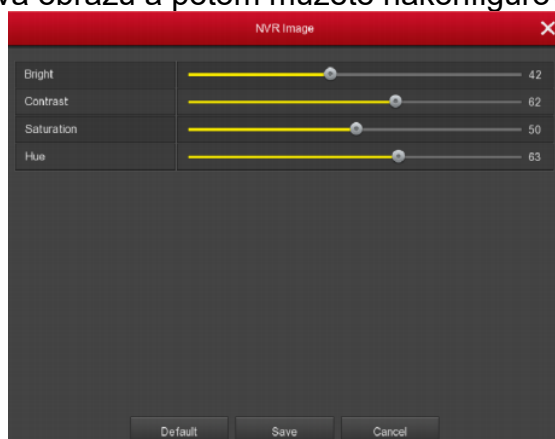 obrazu a potom můžete
NVR Image
Bright 42
Contrast 62
Saturation 50
Hue 63
Default Save Cancel